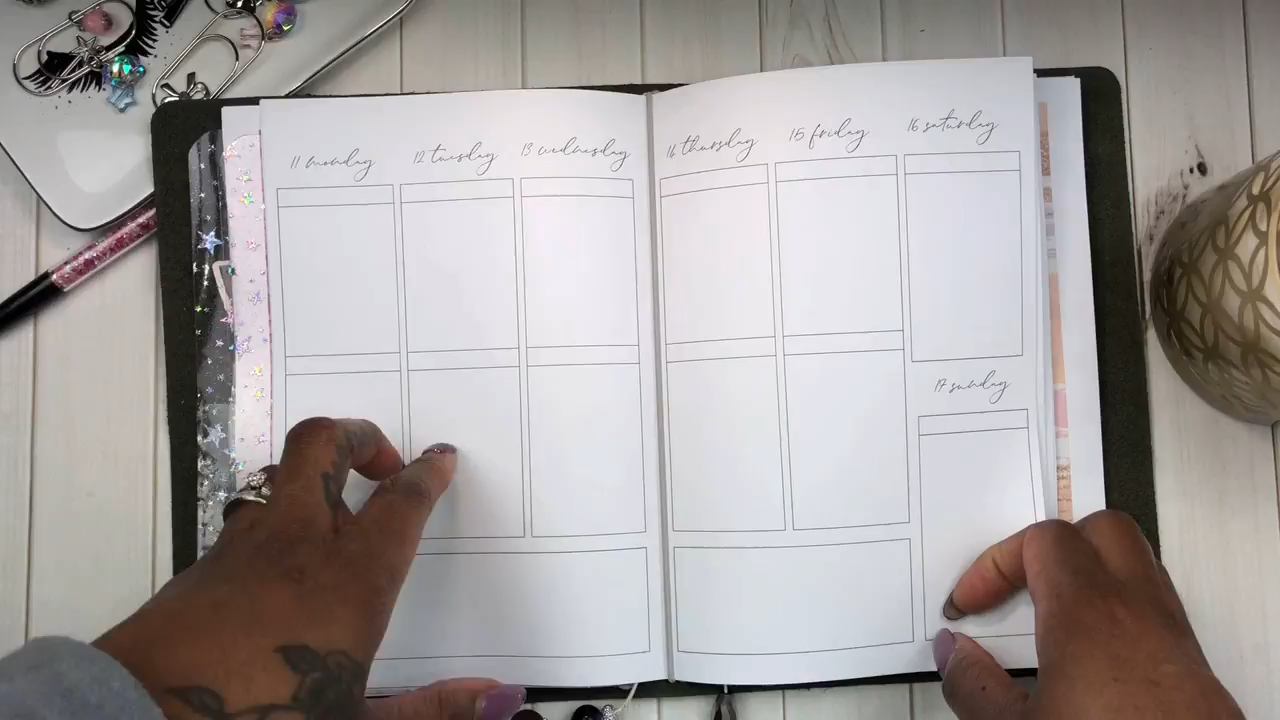 11 monday
12 tuesday
13 wednesday
14 thursday
15 friday
16 saturday
17 sunday